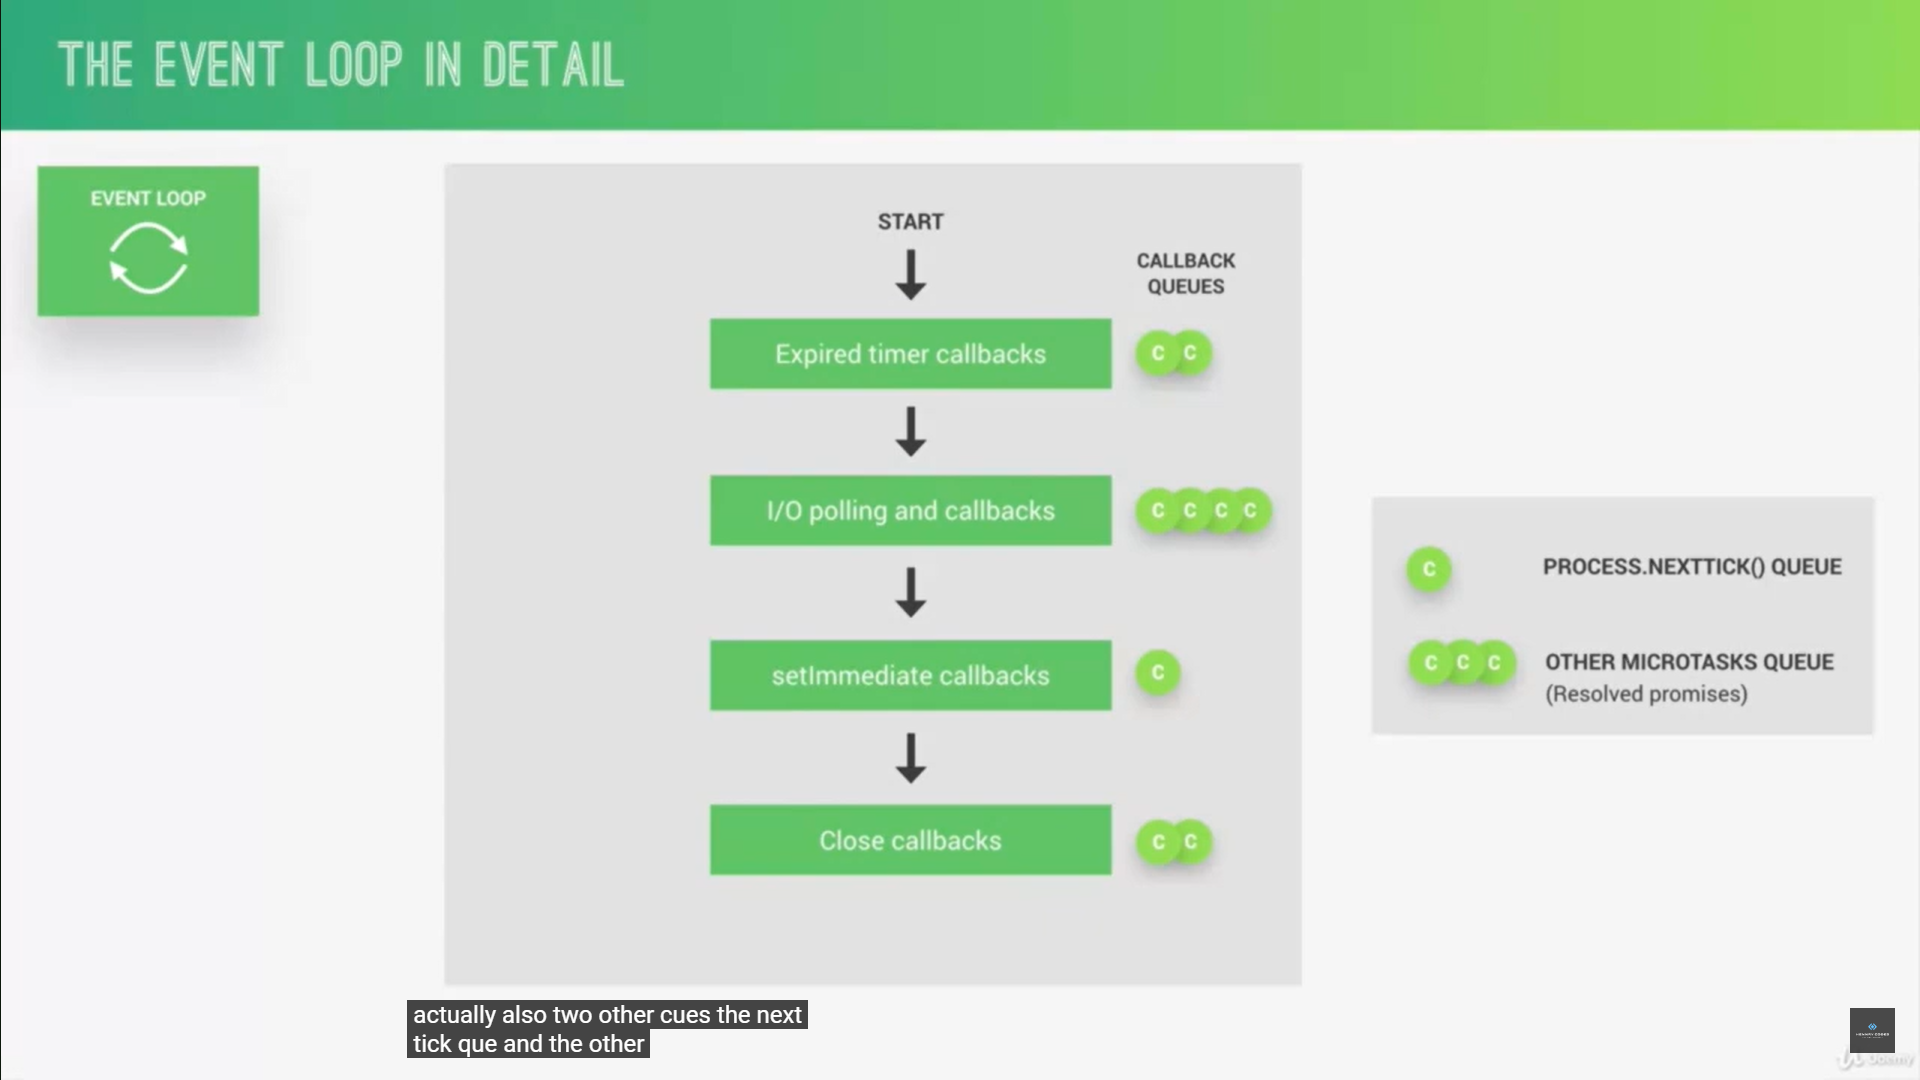 THE EVENT LOOP IN DETAIL
EVENT LOOP
START
CALLBACK
QUEUES
Expired timer callbacks
C C
I/O polling and callbacks
C C C C
setImmediate callbacks
C
Close callbacks
C C
C
PROCESS.NEXTTICK() QUEUE
C C C
OTHER MICROTASKS QUEUE
(Resolved promises)
actually also two other cues the next
tick que and the other
Udemy